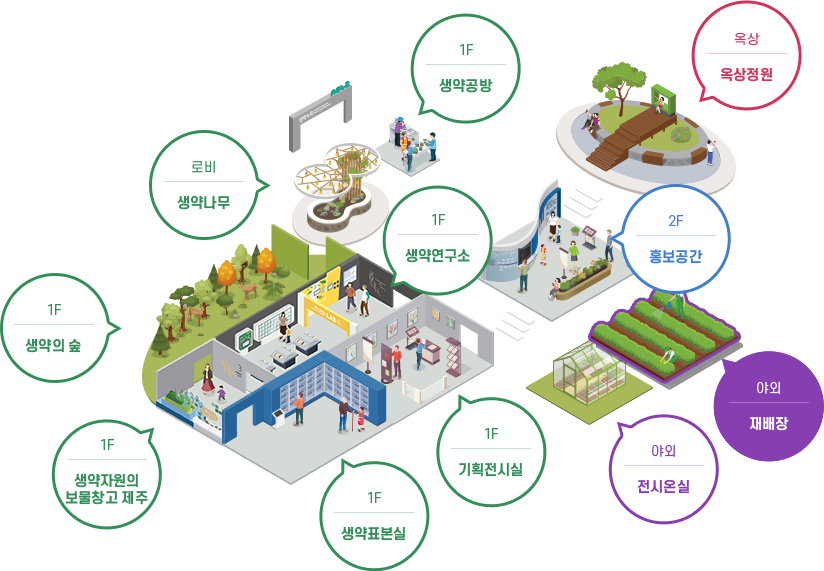 옥상
옥상정원
1F
생약공방
로비
생약나무
1F
생약연구소
2F
홍보공간
1F
생약의 숲
LAB
야외
재배장
1F
생약자원의
보물창고 제주
1F
기획전시실
야외
전시온실
1F
생약표본실